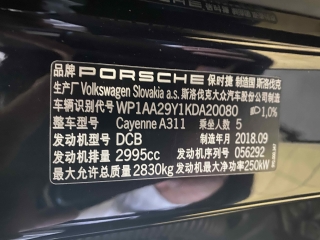 品牌 PORSCHE 保时捷 制造国 斯洛伐克
生产厂 Volkswagen Slovakia a.s. 斯洛伐克大众汽车股份公司制造
车辆识别代号 WP1AA29Y1KDA20080 1,0%
整车型号 Cayenne A311 乘坐人数 5
发动机型号 DCB 制造年月 2018.09
发动机排量 2995cc 发动机序号 056292
最大允许总质量 2830kg 发动机最大净功率 250kW